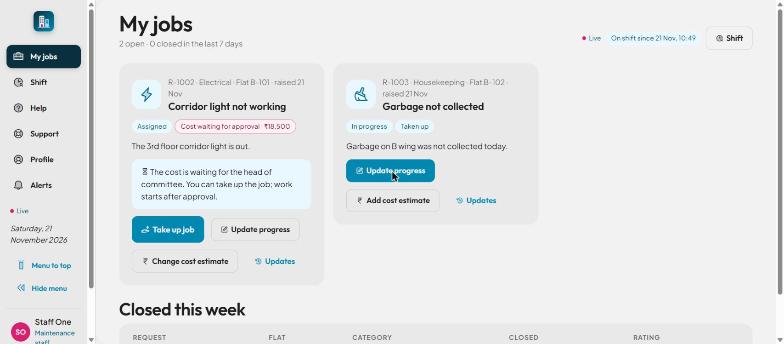 My jobs
Shift
Help
Support
Profile
Alerts
Live
Saturday, 21
November 2026
Menu to top
Hide menu
SO
Staff One
Maintenance
staff
My jobs
2 open · 0 closed in the last 7 days
Live
On shift since 21 Nov, 10:49
Shift
R-1002 · Electrical · Flat B-101 · raised 21
Nov
Corridor light not working
Assigned
Cost waiting for approval ₹18,500
The 3rd floor corridor light is out.
The cost is waiting for the head of
committee. You can take up the job; work
starts after approval.
Take up job
Update progress
₹ Change cost estimate
Updates
R-1003 · Housekeeping · Flat B-102 ·
raised 21 Nov
Garbage not collected
In progress
Taken up
Garbage on B wing was not collected today.
Update progress
₹ Add cost estimate
Updates
Closed this week
REQUEST FLAT CATEGORY CLOSED RATING